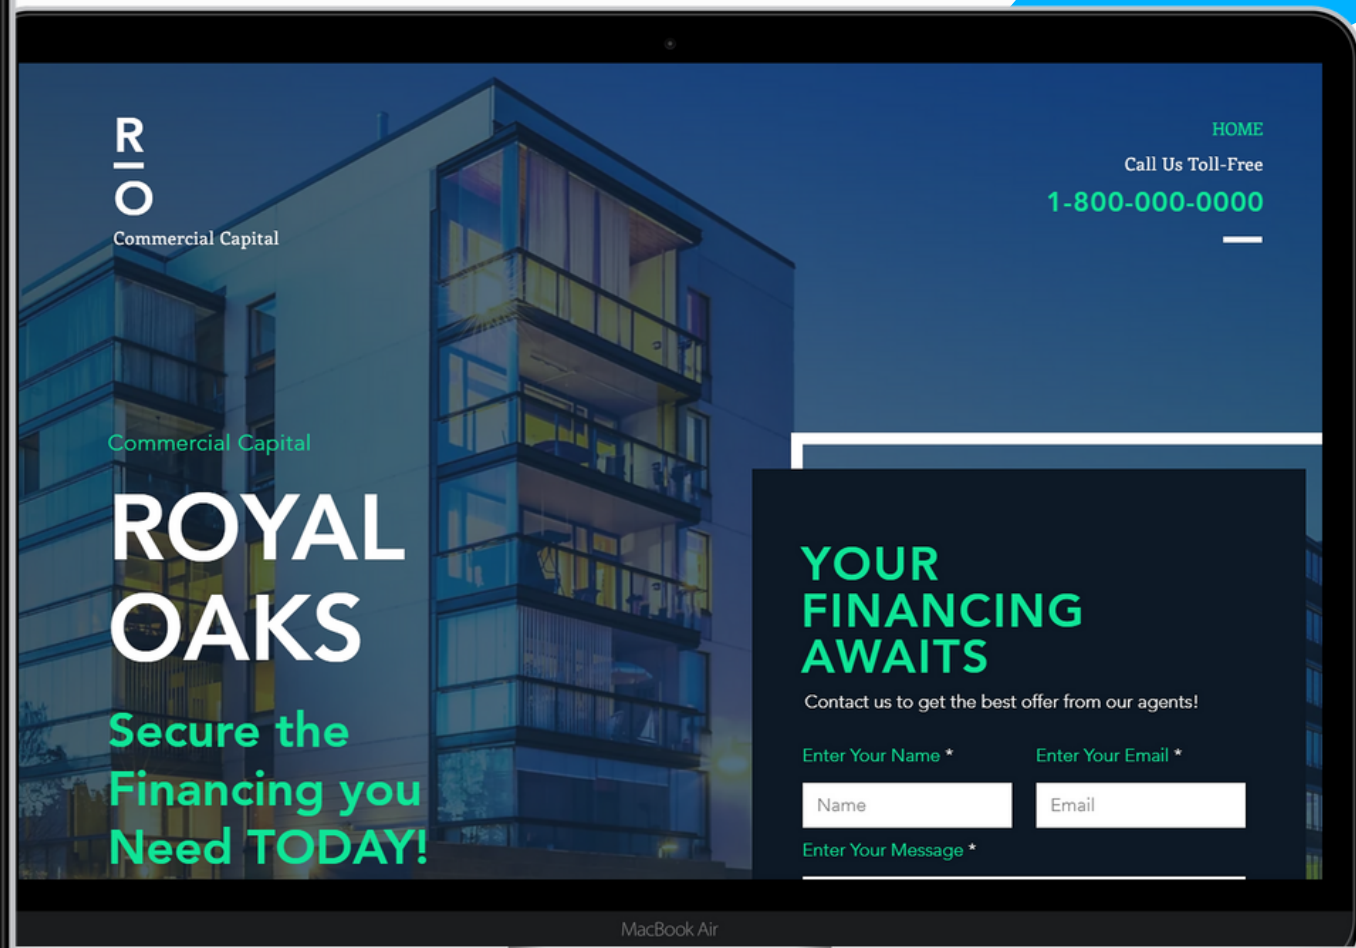 R
O
Commercial Capital
HOME
Call Us Toll-Free
1-800-000-0000
Commercial Capital
ROYAL
OAKS
Secure the
Financing you
Need TODAY!
YOUR
FINANCING
AWAITS
Contact us to get the best offer from our agents!
Enter Your Name * Enter Your Email *
Name Email
Enter Your Message *
MacBook Air